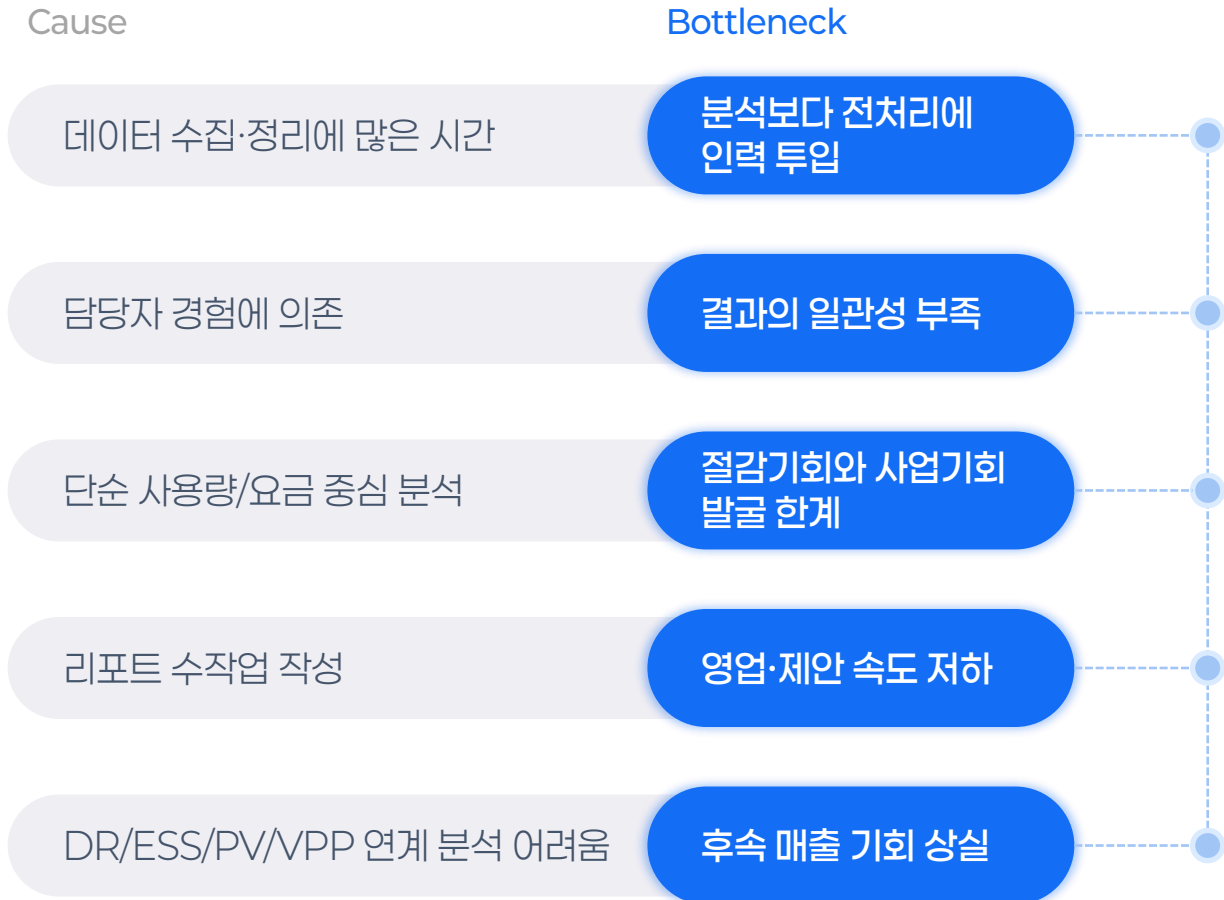 Cause
Bottleneck
데이터 수집·정리에 많은 시간
분석보다 전처리에
인력 투입
담당자 경험에 의존
결과의 일관성 부족
단순 사용량/요금 중심 분석
절감기회와 사업기회
발굴 한계
리포트 수작업 작성
영업·제안 속도 저하
DR/ESS/PV/VPP 연계 분석 어려움
후속 매출 기회 상실